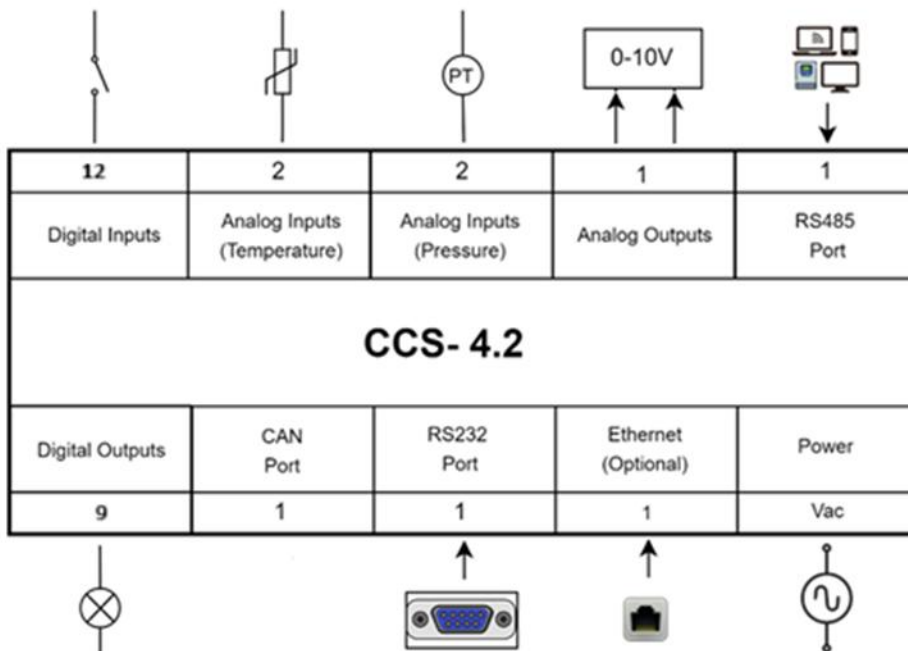 PT
0-10V
12
2
2
1
1
Digital Inputs
Analog Inputs
(Temperature)
Analog Inputs
(Pressure)
Analog Outputs
RS485
Port
CCS- 4.2
Digital Outputs
CAN
Port
RS232
Port
Ethernet
(Optional)
Power
9
1
1
1
Vac